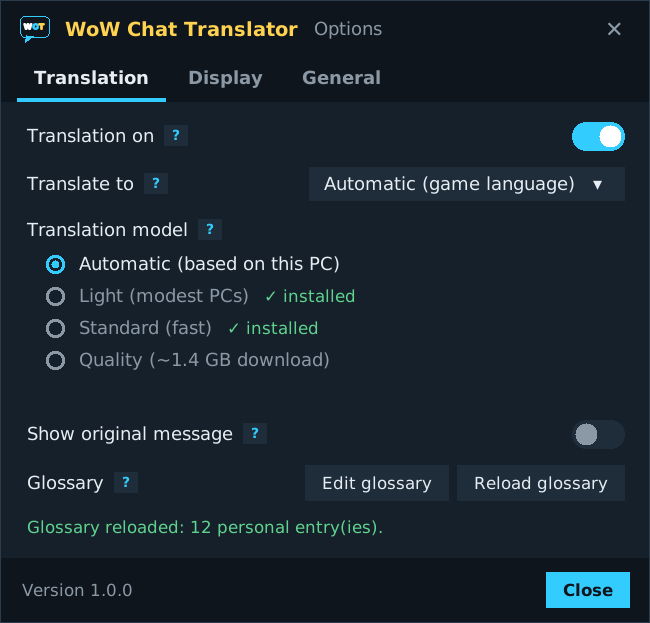 WOT WoW Chat Translator Options ✕
Translation Display General
Translation on ?
Translate to ? Automatic (game language) ▼
Translation model ?
Automatic (based on this PC)
Light (modest PCs) ✓ installed
Standard (fast) ✓ installed
Quality (~1.4 GB download)
Show original message ?
Glossary ? Edit glossary Reload glossary
Glossary reloaded: 12 personal entry(ies).
Version 1.0.0 Close